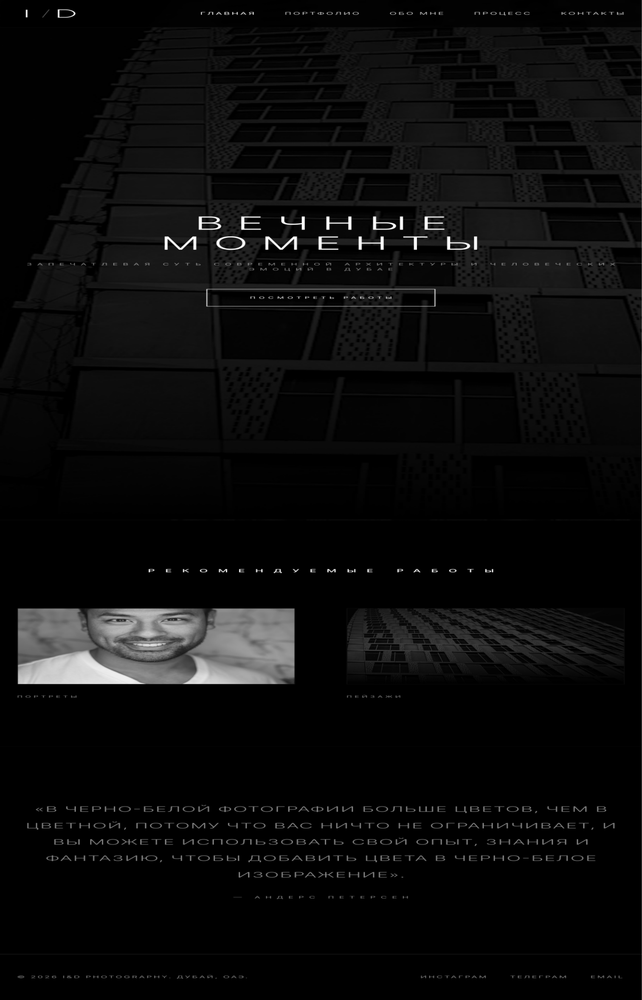 I / D
ГЛАВНАЯ ПОРТФОЛИО ОБО МНЕ ПРОЦЕСС КОНТАКТЫ
ВЕЧНЫЕ
МОМЕНТЫ
ЗАПЕЧАТЛЕВАЯ СУТЬ СОВРЕМЕННОЙ АРХИТЕКТУРЫ И ЧЕЛОВЕЧЕСКИХ
ЭМОЦИЙ В ДУБАЕ
ПОСМОТРЕТЬ РАБОТЫ
РЕКОМЕНДУЕМЫЕ РАБОТЫ
ПОРТРЕТЫ
ПЕЙЗАЖИ
«В ЧЕРНО-БЕЛОЙ ФОТОГРАФИИ БОЛЬШЕ ЦВЕТОВ, ЧЕМ В
ЦВЕТНОЙ, ПОТОМУ ЧТО ВАС НИЧТО НЕ ОГРАНИЧИВАЕТ, И
ВЫ МОЖЕТЕ ИСПОЛЬЗОВАТЬ СВОЙ ОПЫТ, ЗНАНИЯ И
ФАНТАЗИЮ, ЧТОБЫ ДОБАВИТЬ ЦВЕТА В ЧЕРНО-БЕЛОЕ
ИЗОБРАЖЕНИЕ».
— АНДЕРС ПЕТЕРСЕН
© 2026 I&D PHOTOGRAPHY. ДУБАЙ, ОАЭ.
ИНСТАГРАМ ТЕЛЕГРАМ EMAIL